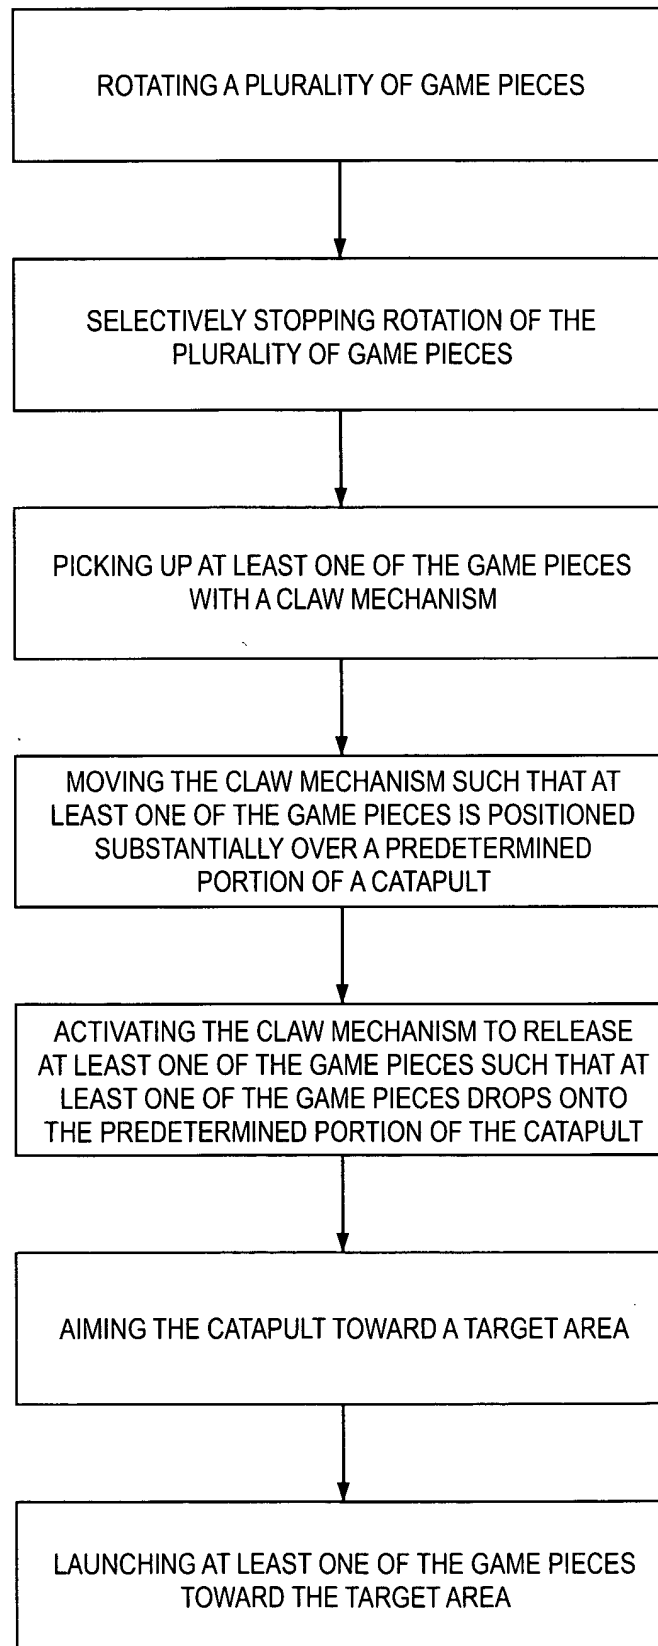 ROTATING A PLURALITY OF GAME PIECES
SELECTIVELY STOPPING ROTATION OF THE
PLURALITY OF GAME PIECES
PICKING UP AT LEAST ONE OF THE GAME PIECES
WITH A CLAW MECHANISM
MOVING THE CLAW MECHANISM SUCH THAT AT
LEAST ONE OF THE GAME PIECES IS POSITIONED
SUBSTANTIALLY OVER A PREDETERMINED
PORTION OF A CATAPULT
ACTIVATING THE CLAW MECHANISM TO RELEASE
AT LEAST ONE OF THE GAME PIECES SUCH THAT AT
LEAST ONE OF THE GAME PIECES DROPS ONTO
THE PREDETERMINED PORTION OF THE CATAPULT
AIMING THE CATAPULT TOWARD A TARGET AREA
LAUNCHING AT LEAST ONE OF THE GAME PIECES
TOWARD THE TARGET AREA